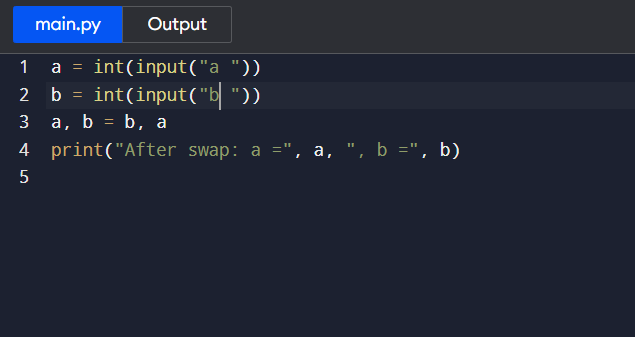 main.py Output
1 a = int(input("a "))
2 b = int(input("b "))
3 a, b = b, a
4 print("After swap: a =", a, ", b =", b)
5